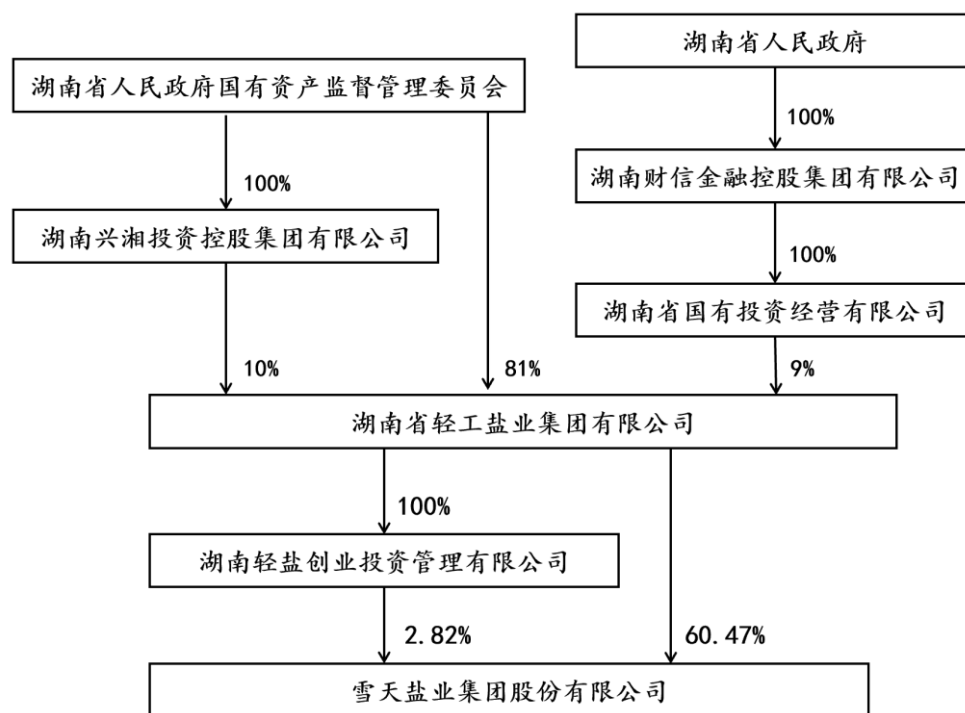 湖南省人民政府
湖南省人民政府国有资产监督管理委员会
100%
湖南财信金融控股集团有限公司
100%
湖南兴湘投资控股集团有限公司
100%
湖南省国有投资经营有限公司
10%
81%
9%
湖南省轻工盐业集团有限公司
100%
湖南轻盐创业投资管理有限公司
2.82%
60.47%
雪天盐业集团股份有限公司